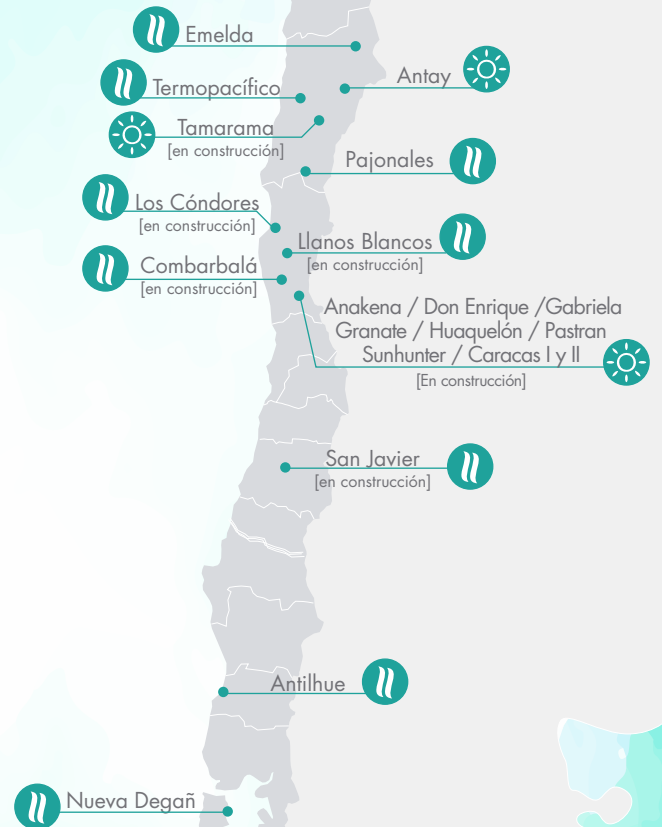 Emelda
Antay
Termopacífico
Tamarama
[en construcción]
Pajonales
Los Cóndores
[en construcción]
Llanos Blancos
[en construcción]
Combarbalá
[en construcción]
Anakena / Don Enrique /Gabriela
Granate / Huaquelón / Pastran
Sunhunter / Caracas I y II
[En construcción]
San Javier
[en construcción]
Antilhue
Nueva Degañ